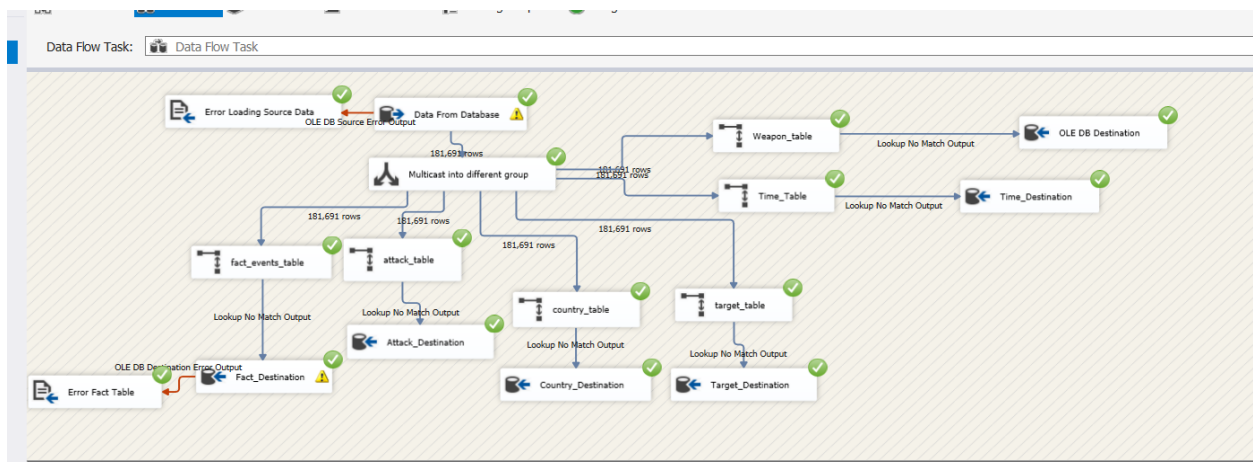 Data Flow Task:
Data Flow Task
Error Loading Source Data
OLE DB Source Error Output
Data From Database
181,691 rows
Multicast into different group
181,691 rows
181,691 rows
Weapon_table
Lookup No Match Output
OLE DB Destination
Time_Table
Lookup No Match Output
Time_Destination
181,691 rows
181,691 rows
181,691 rows
181,691 rows
fact_events_table
attack_table
country_table
target_table
Lookup No Match Output
Lookup No Match Output
Lookup No Match Output
Lookup No Match Output
Attack_Destination
OLE DB Destination Error Output
Fact_Destination
Error Fact Table
Country_Destination
Target_Destination